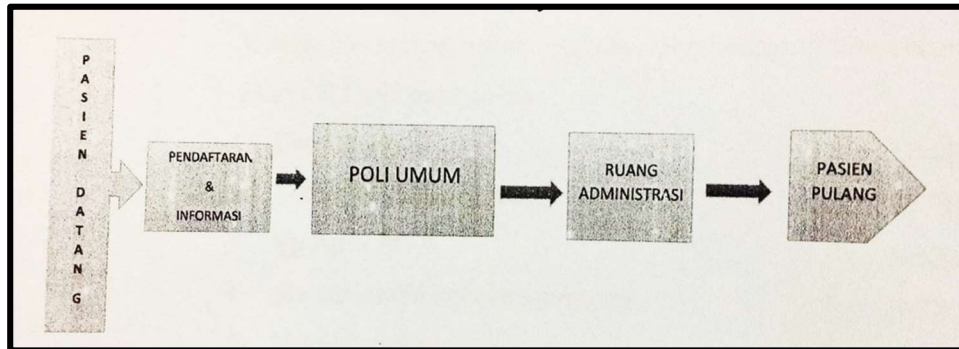 PASIEN DATANG
PENDAFTARAN
&
INFORMASI
POLI UMUM
RUANG
ADMINISTRASI
PASIEN
PULANG